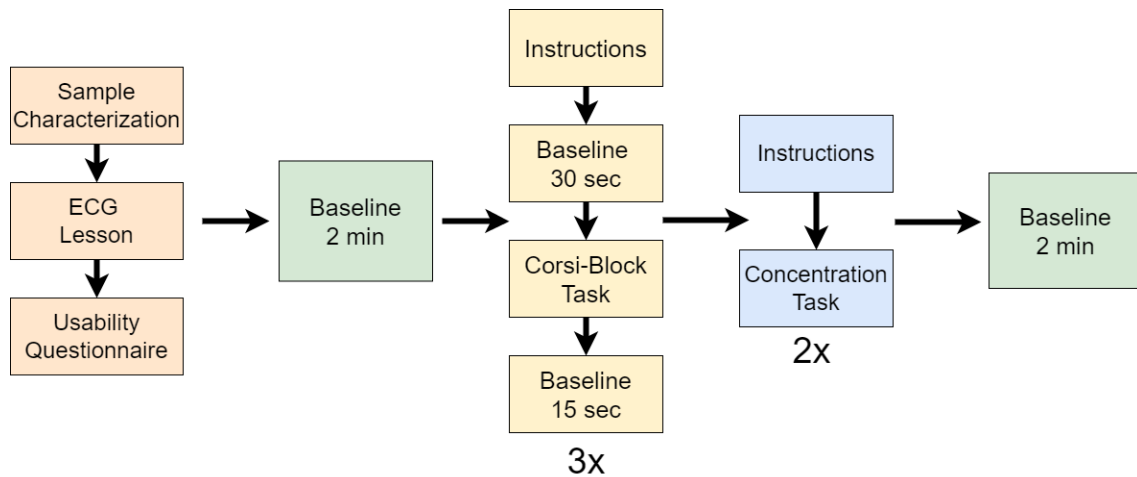 Sample
Characterization
ECG
Lesson
Usability
Questionnaire
Baseline
2 min
Instructions
Baseline
30 sec
Corsi-Block
Task
Baseline
15 sec
3x
Instructions
Concentration
Task
2x
Baseline
2 min